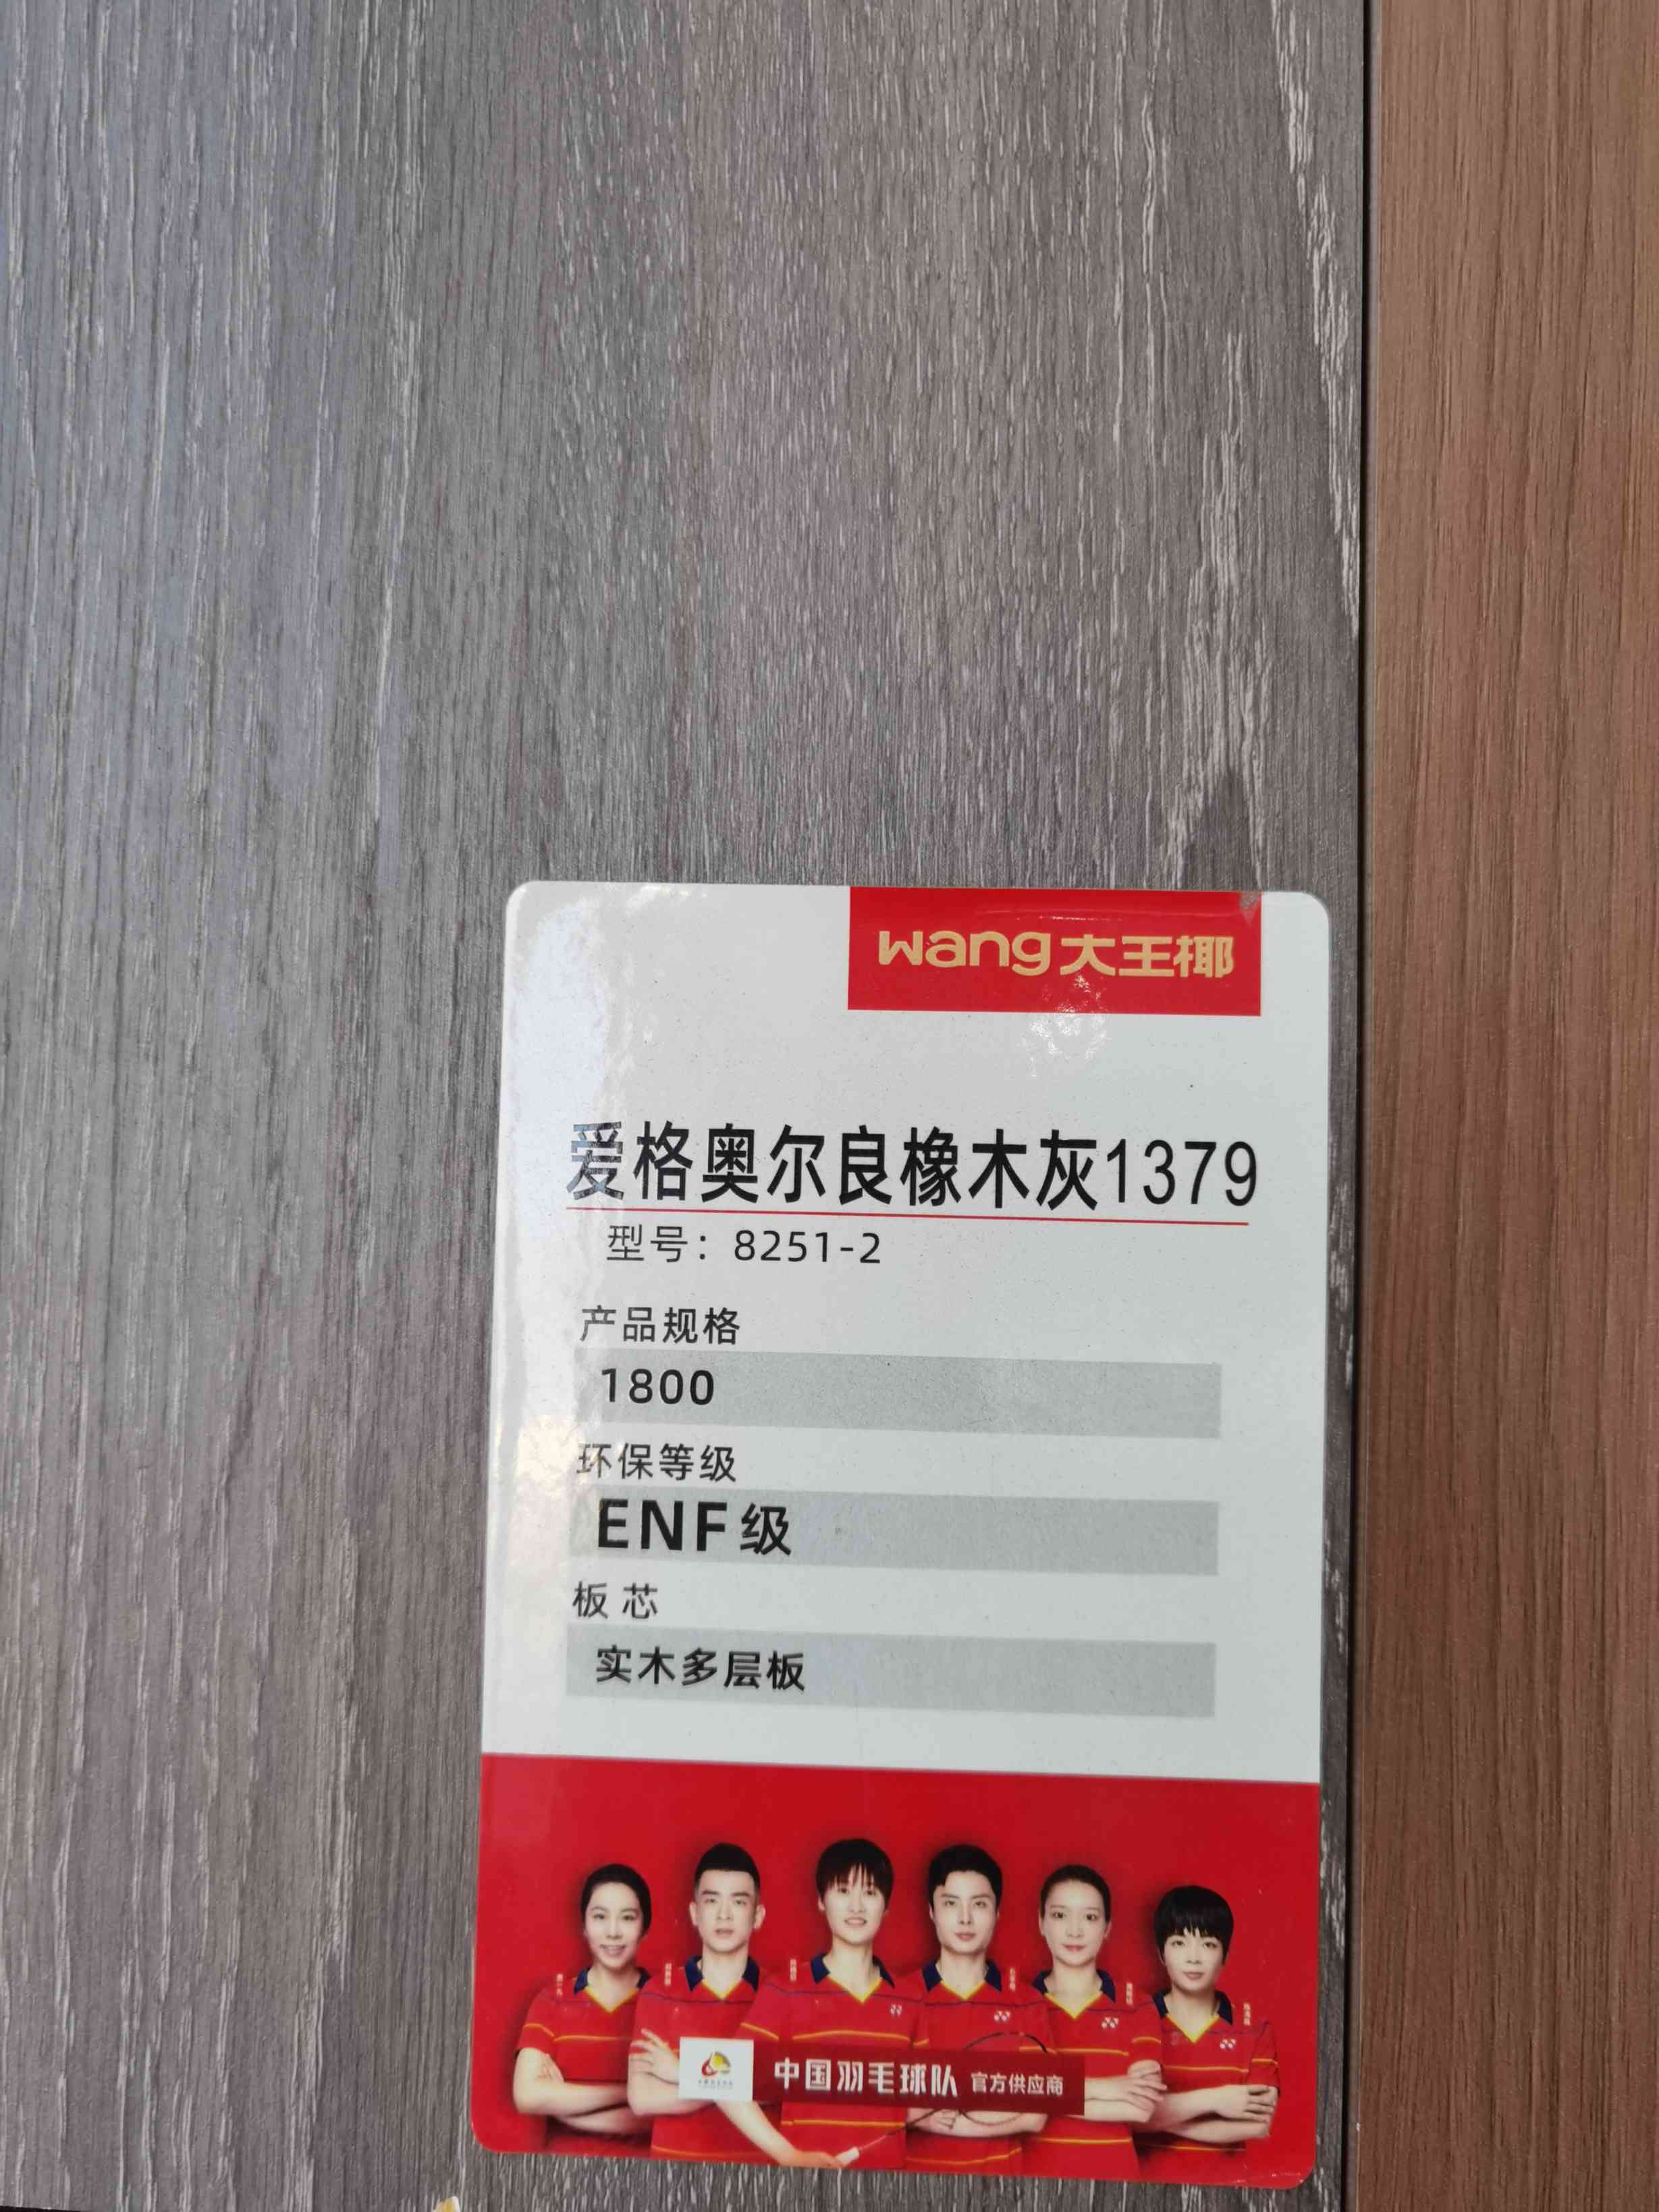 wang大王椰
爱格奥尔良橡木灰1379
型号：8251-2
产品规格
1800
环保等级
ENF级
板芯
实木多层板
中国羽毛球队 官方供应商